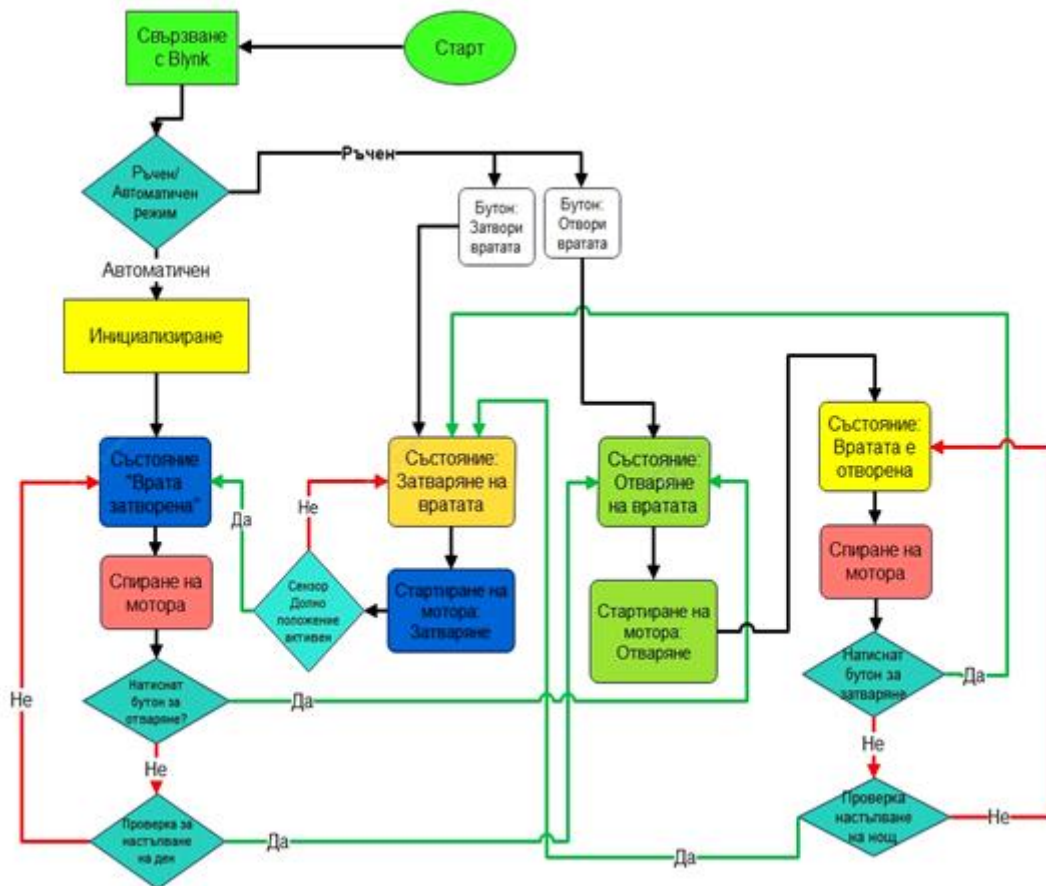 Свързване
с Blynk
Старт
Ръчен/
Автоматичен
режим
Ръчен
Бутон:
Затвори
вратата
Бутон:
Отвори
вратата
Автоматичен
Инициализиране
Състояние
"Врата
затворена"
Да
Не
Състояние:
Затваряне на
вратата
Състояние:
Отваряне
на вратата
Състояние:
Вратата е
отворена
Спиране на
мотора
Сензор
Долно
положение
активен
Стартиране на
мотора:
Затваряне
Стартиране на
мотора:
Отваряне
Спиране на
мотора
Не
Натиснат
бутон за
отваряне?
Да
Натиснат
бутон за
затваряне
Да
Не
Не
Проверка за
настъпване
на ден
Да
Да
Проверка
настъпване
на нощ
Не